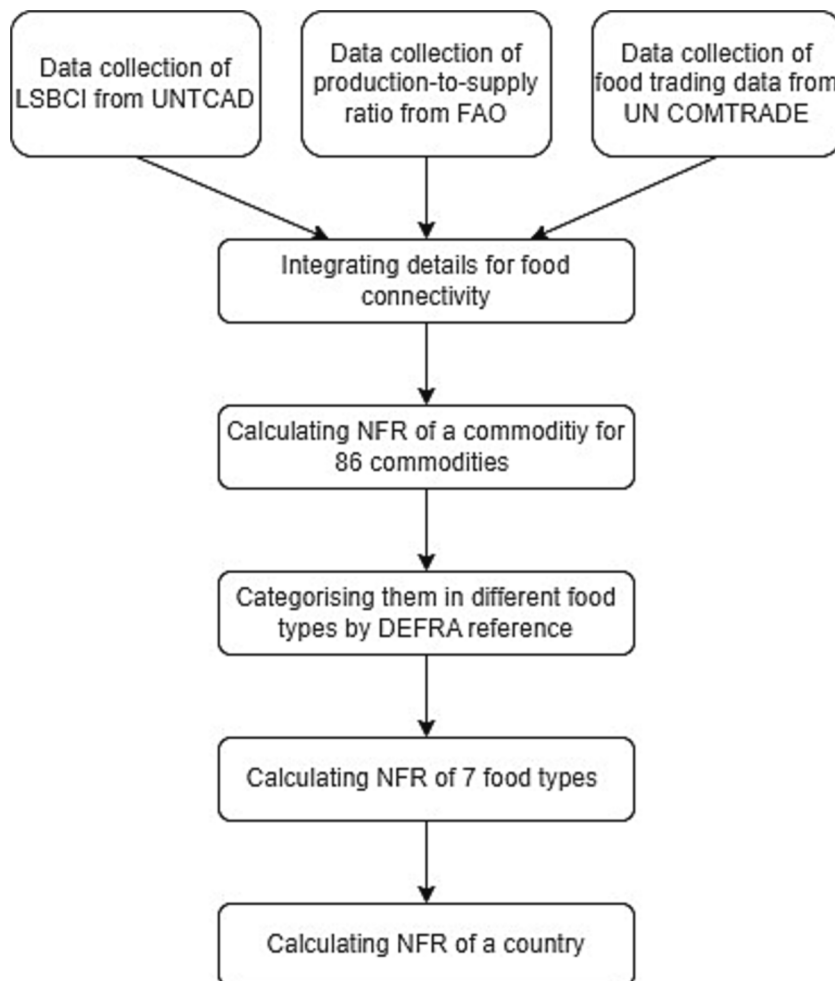 Data collection of
LSBCI from UNTCAD
Data collection of
production-to-supply
ratio from FAO
Data collection of
food trading data from
UN COMTRADE
Integrating details for food
connectivity
Calculating NFR of a commoditiy for
86 commodities
Categorising them in different food
types by DEFRA reference
Calculating NFR of 7 food types
Calculating NFR of a country